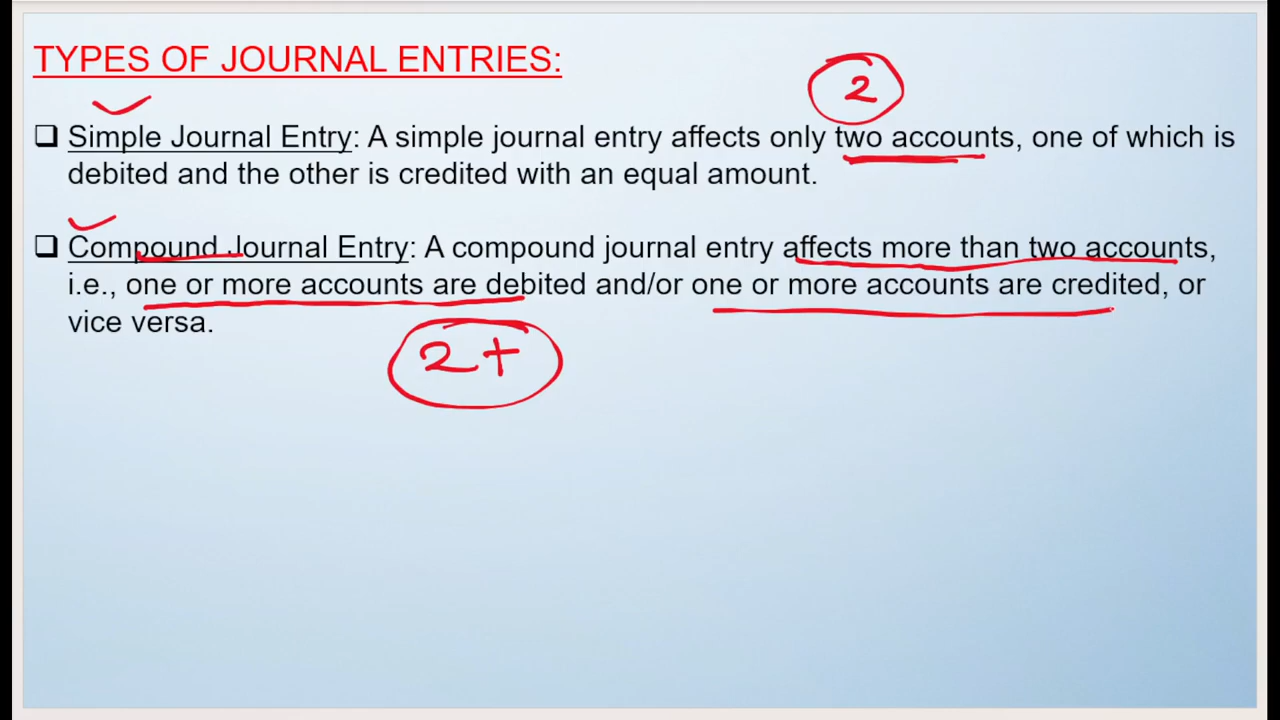 TYPES OF JOURNAL ENTRIES:
2
Simple Journal Entry: A simple journal entry affects only two accounts, one of which is
debited and the other is credited with an equal amount.
Compound Journal Entry: A compound journal entry affects more than two accounts,
i.e., one or more accounts are debited and/or one or more accounts are credited, or
vice versa.
2+